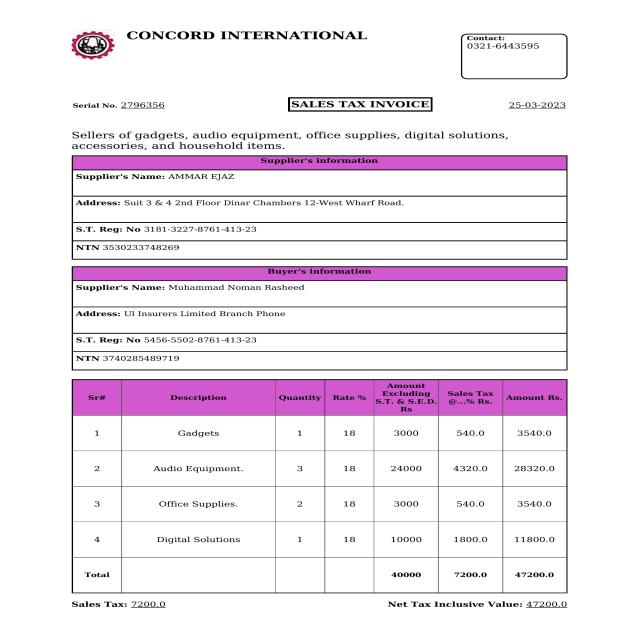 CONCORD INTERNATIONAL
Contact:
0321-6443595
Serial No. 2796356
SALES TAX INVOICE
25-03-2023
Sellers of gadgets, audio equipment, office supplies, digital solutions,
accessories, and household items.
Supplier's information
Supplier's Name: AMMAR EJAZ
Address: Suit 3 & 4 2nd Floor Dinar Chambers 12-West Wharf Road.
S.T. Reg: No 3181-3227-8761-413-23
NTN 3530233748269
Buyer's information
Supplier's Name: Muhammad Noman Rasheed
Address: Ul Insurers Limited Branch Phone
S.T. Reg: No 5456-5502-8761-413-23
NTN 3740285489719
Sr# Description Quantity Rate % Amount Excluding S.T. & S.E.D. Rs Sales Tax @...% Rs. Amount Rs.
1 Gadgets 1 18 3000 540.0 3540.0
2 Audio Equipment. 3 18 24000 4320.0 28320.0
3 Office Supplies. 2 18 3000 540.0 3540.0
4 Digital Solutions 1 18 10000 1800.0 11800.0
Total 40000 7200.0 47200.0
Sales Tax: 7200.0 Net Tax Inclusive Value: 47200.0